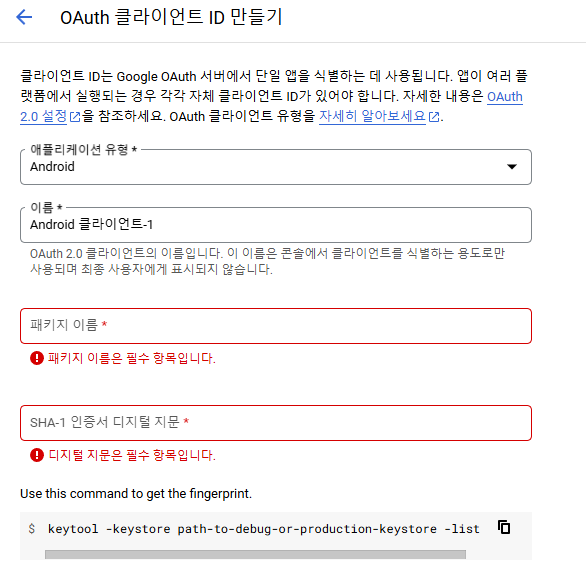 OAuth 클라이언트 ID 만들기
클라이언트 ID는 Google OAuth 서버에서 단일 앱을 식별하는 데 사용됩니다. 앱이 여러 플
랫폼에서 실행되는 경우 각각 자체 클라이언트 ID가 있어야 합니다. 자세한 내용은 OAuth
2.0 설정을 참조하세요. OAuth 클라이언트 유형을 자세히 알아보세요.
애플리케이션 유형 *
Android
이름 *
Android 클라이언트-1
OAuth 2.0 클라이언트의 이름입니다. 이 이름은 콘솔에서 클라이언트를 식별하는 용도로만
사용되며 최종 사용자에게 표시되지 않습니다.
패키지 이름 *
패키지 이름은 필수 항목입니다.
SHA-1 인증서 디지털 지문 *
디지털 지문은 필수 항목입니다.
Use this command to get the fingerprint.
$ keytool -keystore path-to-debug-or-production-keystore -list